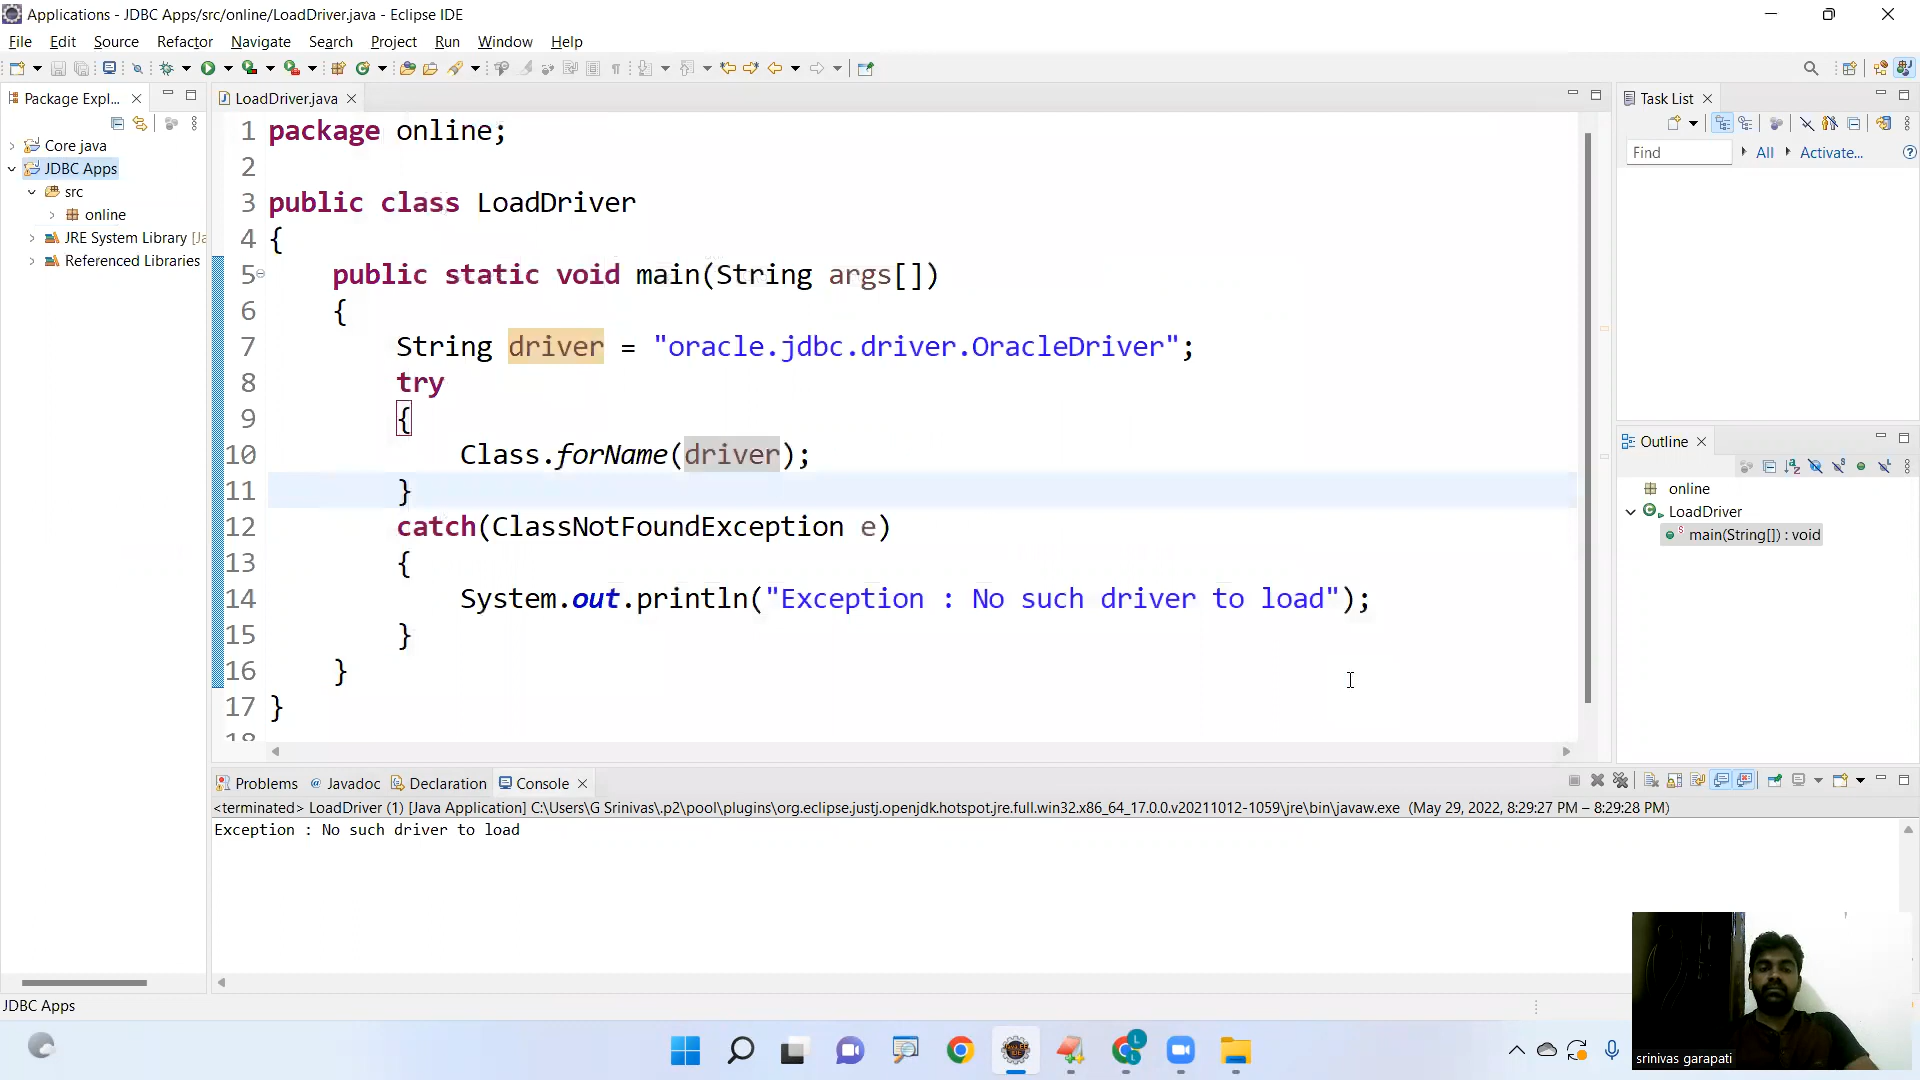 Applications - JDBC Apps/src/online/LoadDriver.java - Eclipse IDE
File Edit Source Refactor Navigate Search Project Run Window Help
Package Expl...
Core java
JDBC Apps
src
online
JRE System Library [Ja
Referenced Libraries
LoadDriver.java
1 package online;
2
3 public class LoadDriver
4 {
5 public static void main(String args[])
6 {
7 String driver = "oracle.jdbc.driver.OracleDriver";
8 try
9 {
10 Class.forName(driver);
11 }
12 catch(ClassNotFoundException e)
13 {
14 System.out.println("Exception : No such driver to load");
15 }
16 }
17 }
18
Task List
Find All Activate...
Outline
online
LoadDriver
main(String[]) : void
Problems Javadoc Declaration Console
<terminated> LoadDriver (1) [Java Application] C:\Users\G Srinivas\.p2\pool\plugins\org.eclipse.justj.openjdk.hotspot.jre.full.win32.x86_64_17.0.0.v20211012-1059\jre\bin\javaw.exe (May 29, 2022, 8:29:27 PM – 8:29:28 PM)
Exception : No such driver to load
JDBC Apps
srinivas garapati